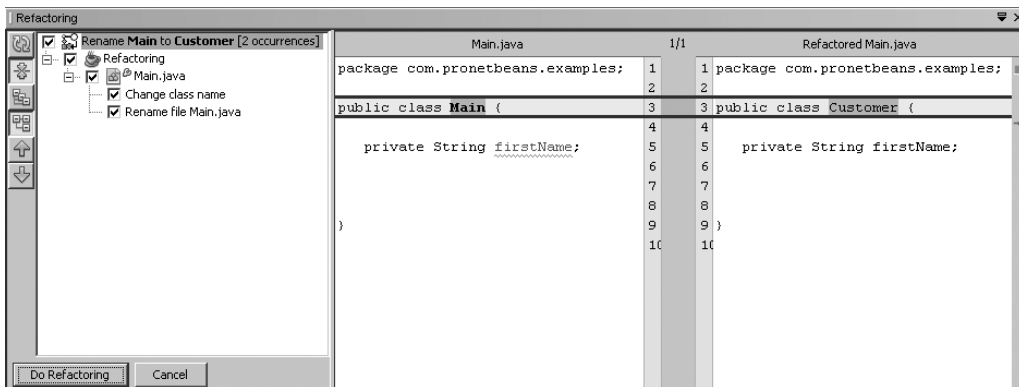 Refactoring
Rename Main to Customer [2 occurrences]
Refactoring
Main.java
Change class name
Rename file Main.java
Do Refactoring Cancel
Main.java 1/1 Refactored Main.java
package com.pronetbeans.examples; 1 1 package com.pronetbeans.examples;
2 2
public class Main { 3 3 public class Customer {
4 4
private String firstName; 5 5 private String firstName;
6 6
7 7
8 8
} 9 9 }
10 10